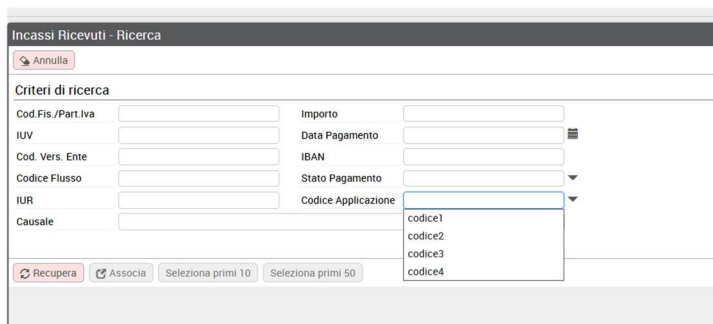 Incassi Ricevuti - Ricerca
Annulla
Criteri di ricerca
Cod.Fis./Part.Iva Importo
IUV Data Pagamento
Cod. Vers. Ente IBAN
Codice Flusso Stato Pagamento
IUR Codice Applicazione
Causale codice1
codice2
codice3
codice4
Recupera Associa Seleziona primi 10 Seleziona primi 50